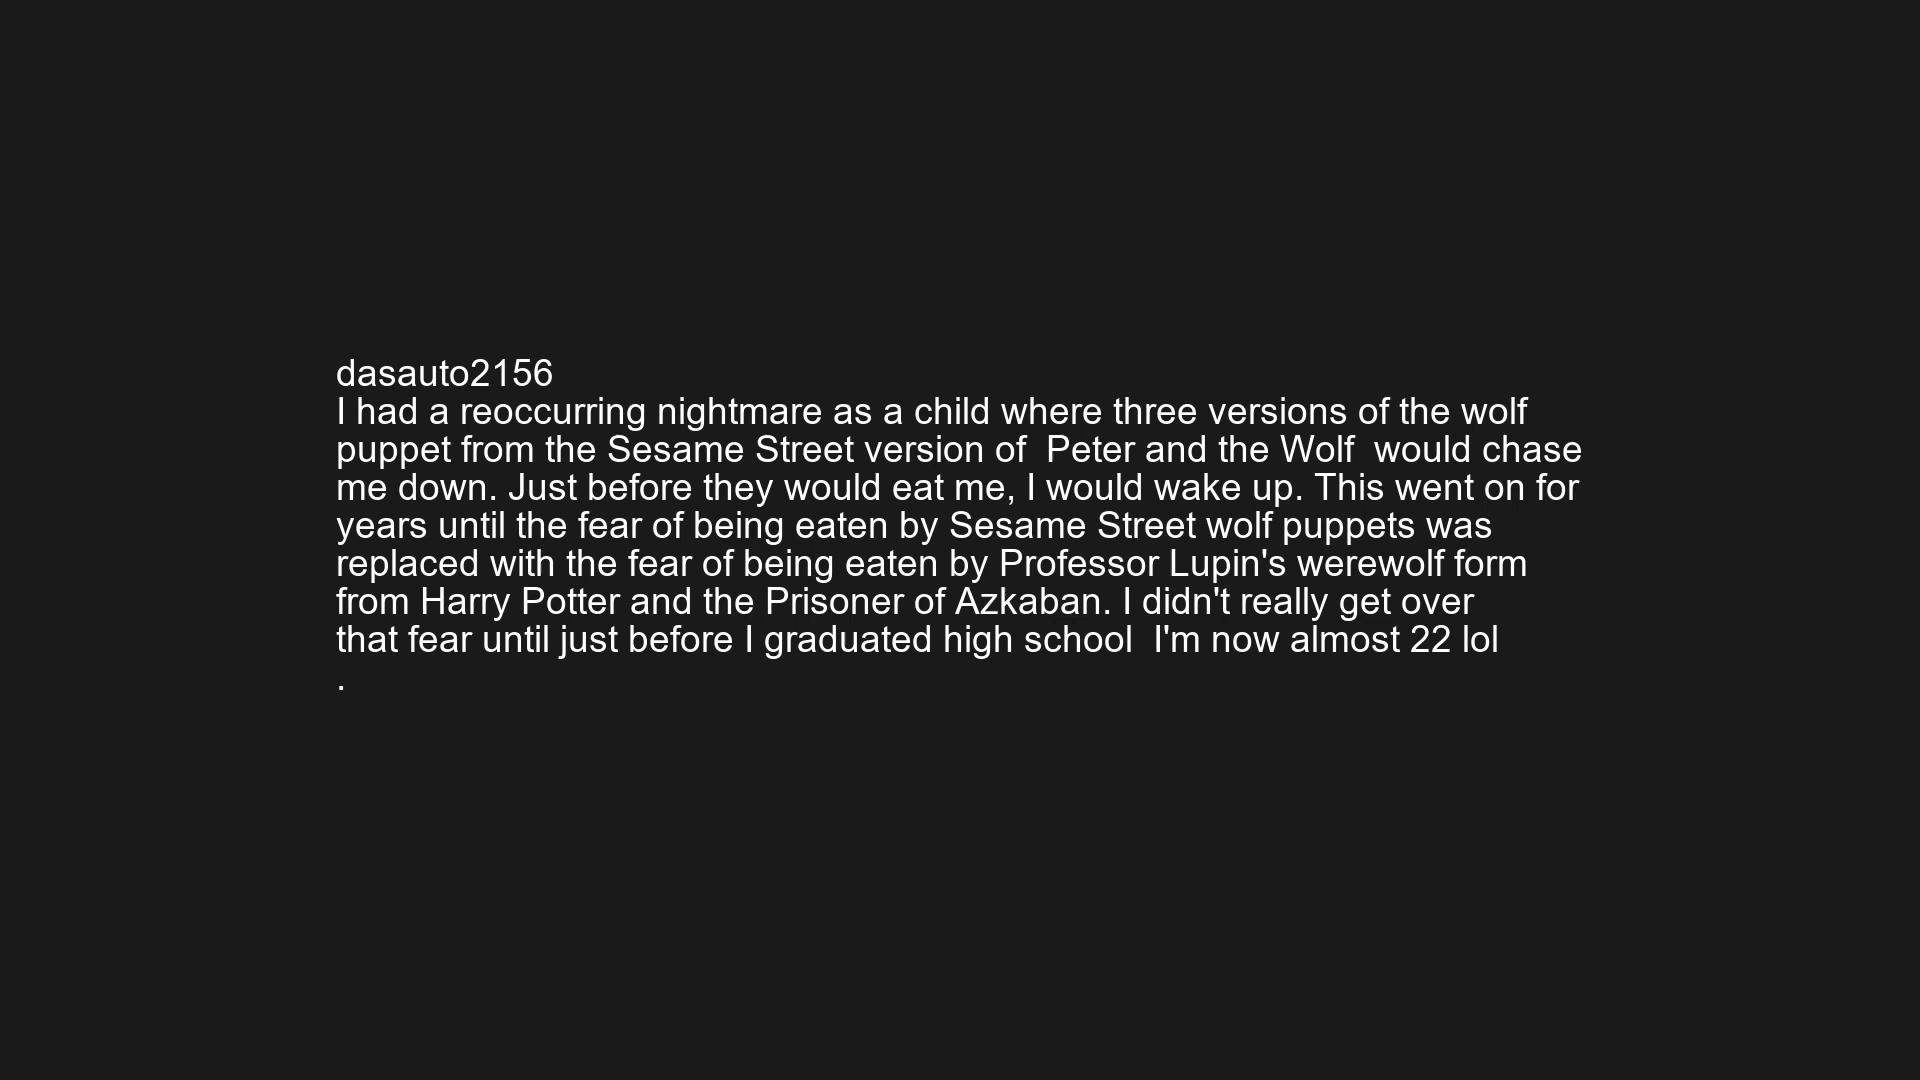 dasauto2156
I had a reoccurring nightmare as a child where three versions of the wolf
puppet from the Sesame Street version of  Peter and the Wolf  would chase
me down. Just before they would eat me, I would wake up. This went on for
years until the fear of being eaten by Sesame Street wolf puppets was
replaced with the fear of being eaten by Professor Lupin's werewolf form
from Harry Potter and the Prisoner of Azkaban. I didn't really get over
that fear until just before I graduated high school  I'm now almost 22 lol
.